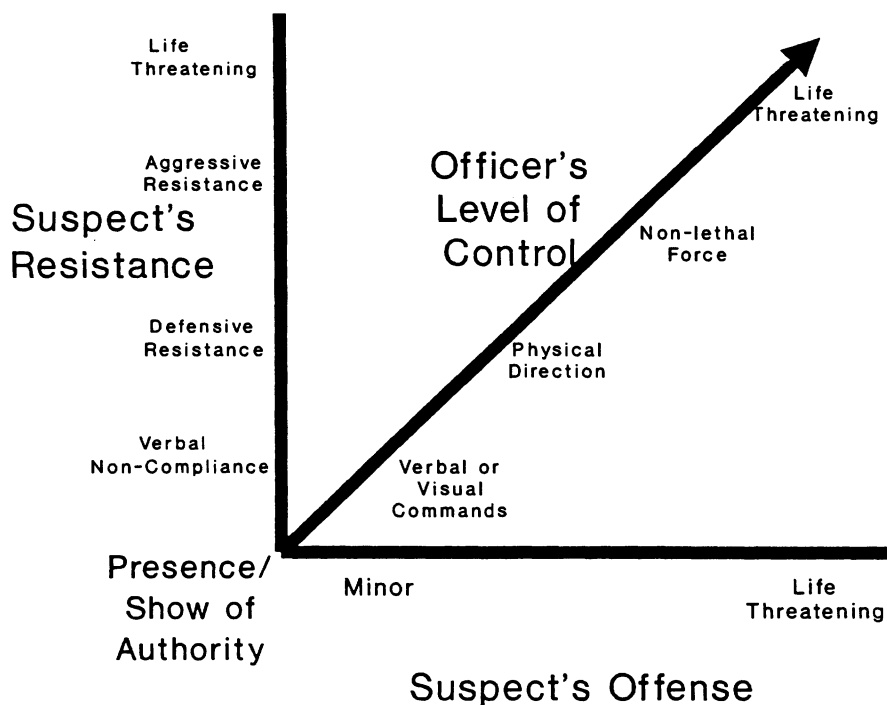 Life
Threatening
Aggressive
Resistance
Suspect's
Resistance
Defensive
Resistance
Verbal
Non-Compliance
Presence/
Show of
Authority
Officer's
Level of
Control
Life
Threatening
Non-lethal
Force
Physical
Direction
Verbal or
Visual
Commands
Minor
Life
Threatening
Suspect's Offense